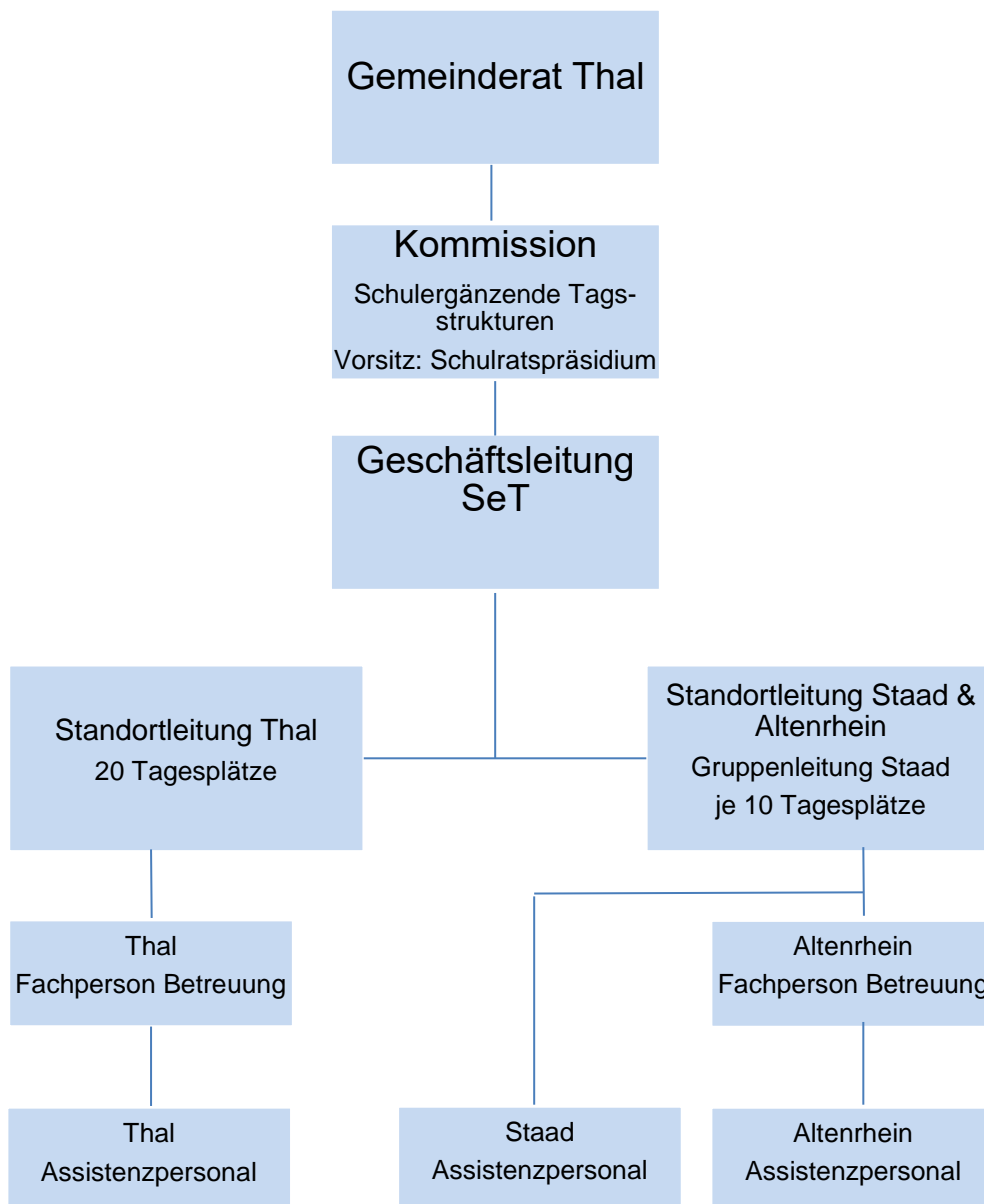 Gemeinderat Thal
Kommission
Schulergänzende Tags-
strukturen
Vorsitz: Schulratspräsidium
Geschäftsleitung
SeT
Standortleitung Thal
20 Tagesplätze
Standortleitung Staad &
Altenrhein
Gruppenleitung Staad
je 10 Tagesplätze
Thal
Fachperson Betreuung
Altenrhein
Fachperson Betreuung
Thal
Assistenzpersonal
Staad
Assistenzpersonal
Altenrhein
Assistenzpersonal